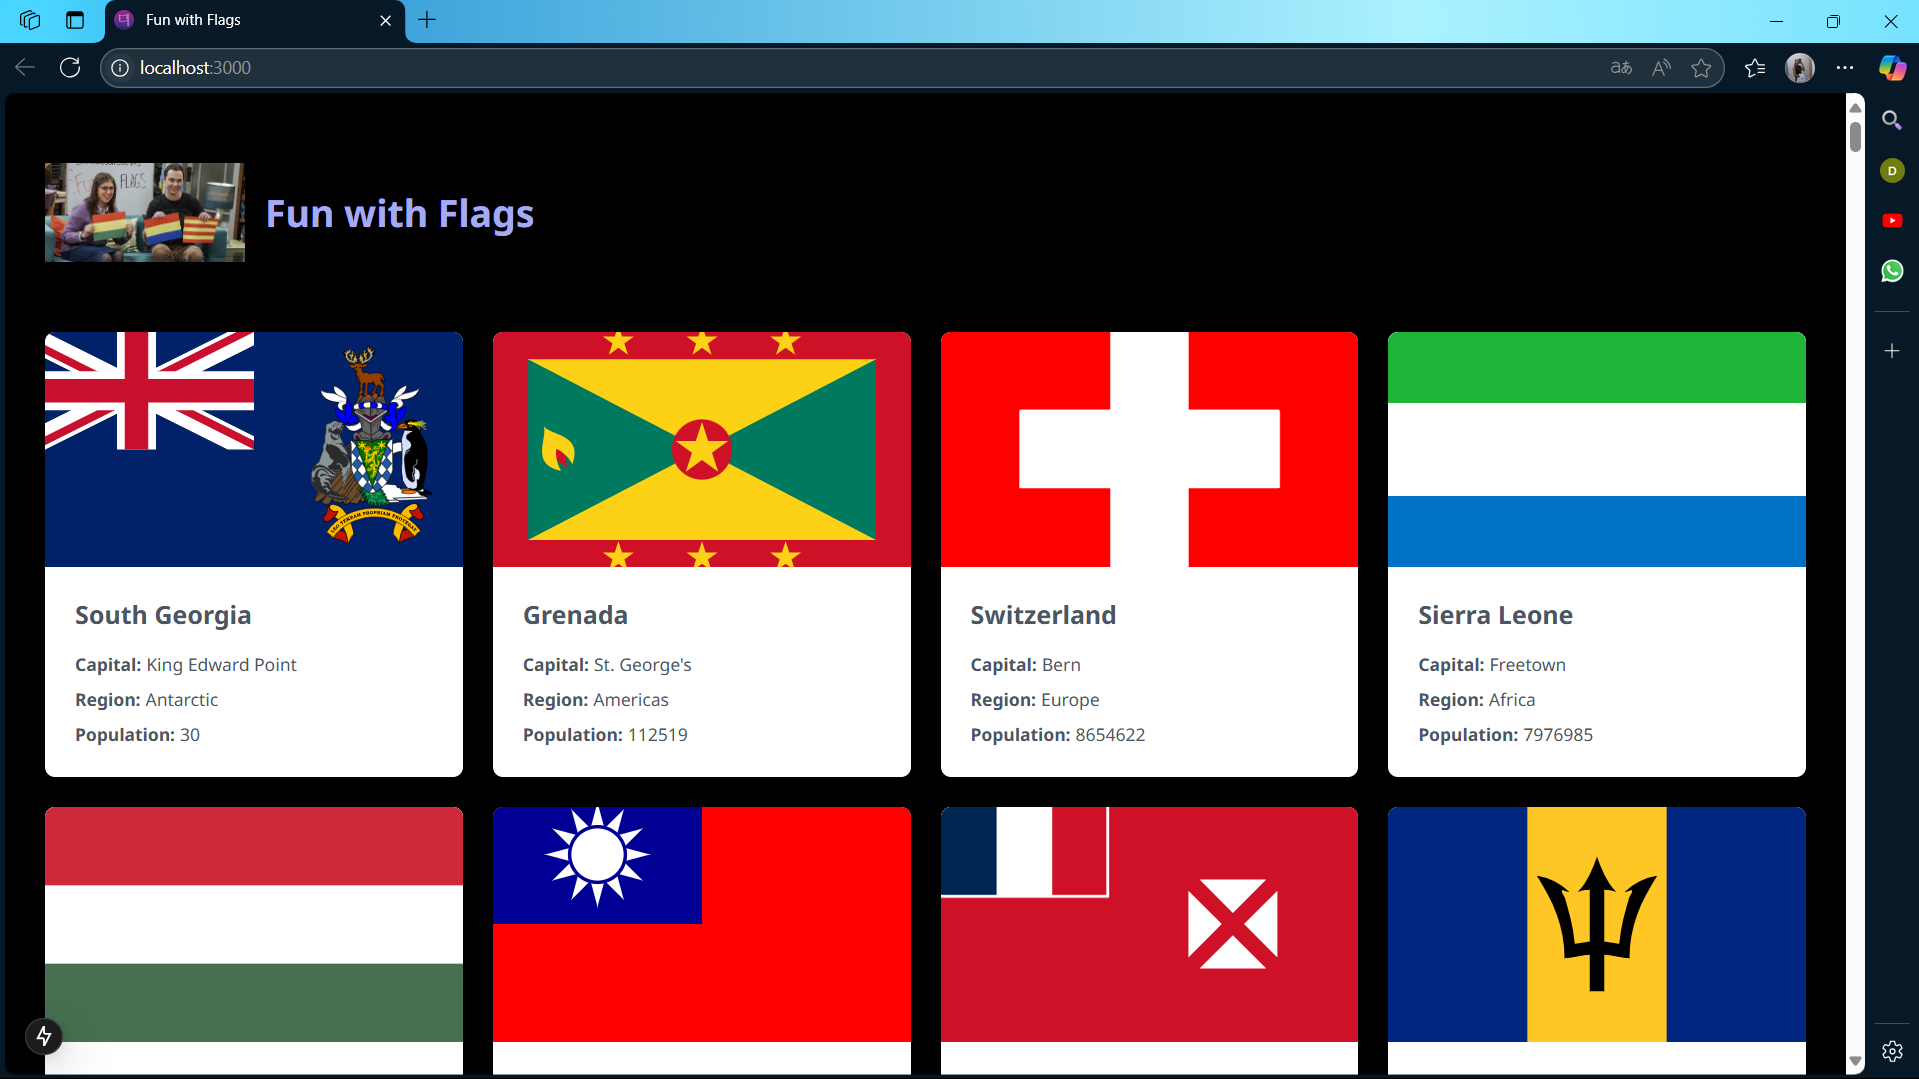 Fun with Flags
localhost:3000
Fun with Flags
South Georgia
Capital: King Edward Point
Region: Antarctic
Population: 30
Grenada
Capital: St. George's
Region: Americas
Population: 112519
Switzerland
Capital: Bern
Region: Europe
Population: 8654622
Sierra Leone
Capital: Freetown
Region: Africa
Population: 7976985
D